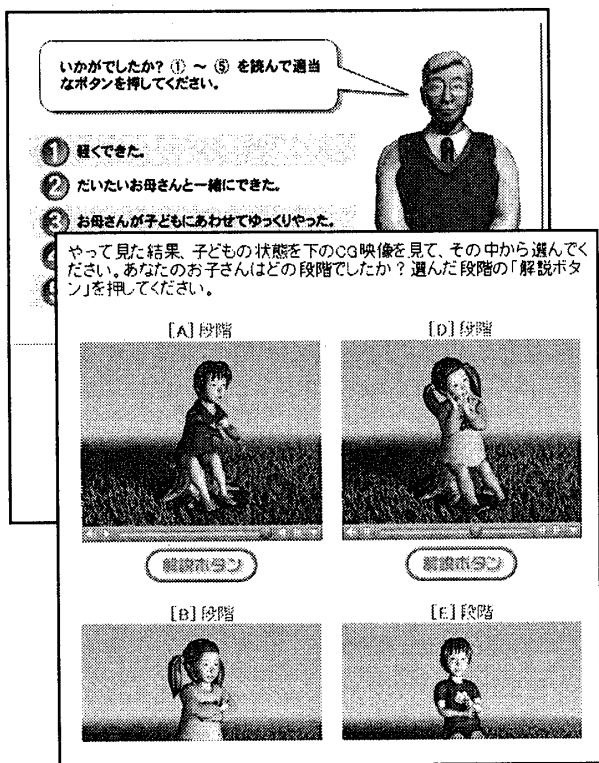 いかがでしたか? ① ～ ⑤ を読んで適当
なボタンを押してください。
1 軽くできた。
2 だいたいお母さんと一緒にできた。
3 お母さんが子どもにあわせてゆっくりやった。
やって見た結果、子どもの状態を下のCG映像を見て、その中から選んでく
ださい。あなたのお子さんはどの段階でしたか？選んだ段階の「解説ボタ
ン」を押してください。
[A]段階
[D]段階
解説ボタン
解説ボタン
[B]段階
[E]段階